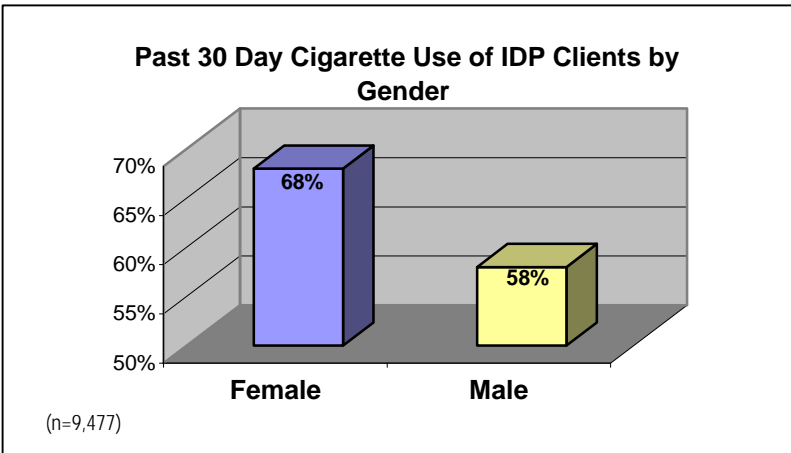 Past 30 Day Cigarette Use of IDP Clients by
Gender
70%
65%
60%
55%
50%
68%
58%
Female
Male
(n=9,477)